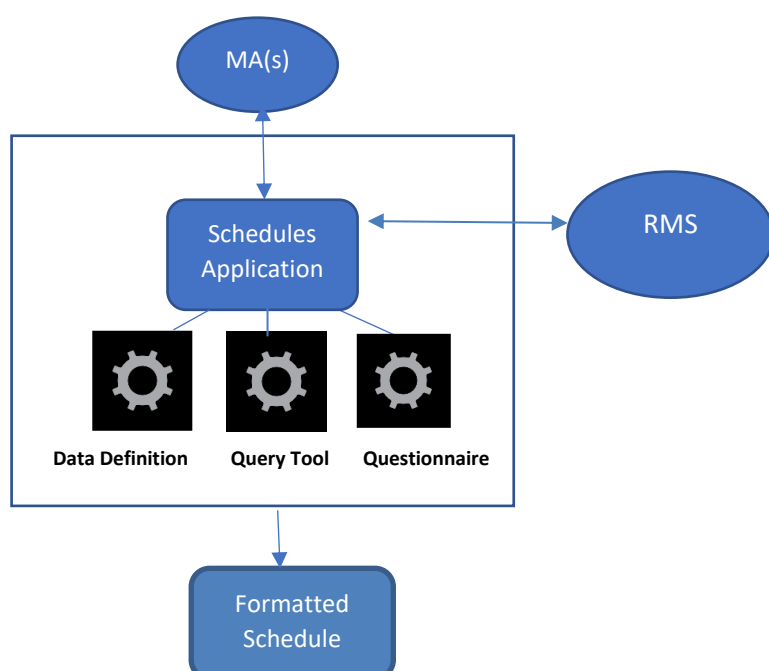 MA(s)
Schedules
Application
RMS
Data Definition
Query Tool
Questionnaire
Formatted
Schedule